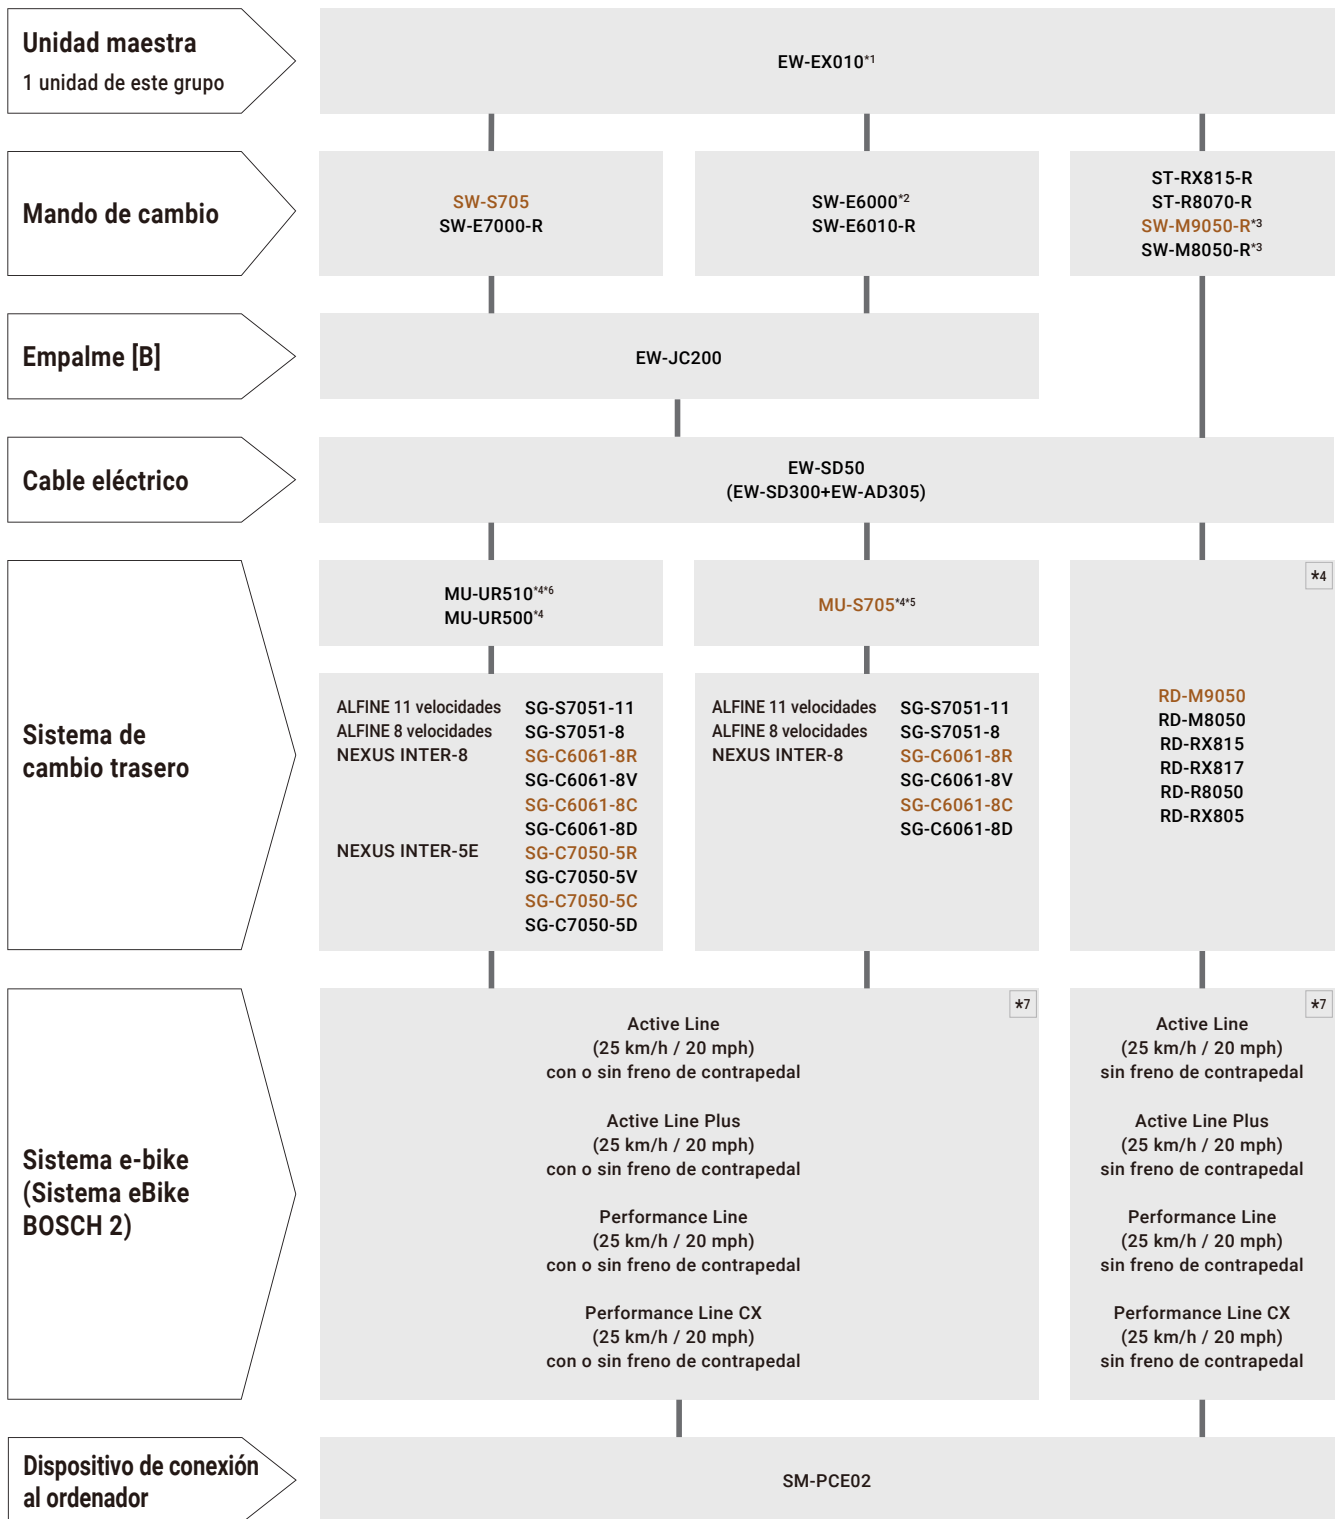 Unidad maestra
1 unidad de este grupo
EW-EX010*1
Mando de cambio
SW-S705
SW-E7000-R
SW-E6000*2
SW-E6010-R
ST-RX815-R
ST-R8070-R
SW-M9050-R*3
SW-M8050-R*3
Empalme [B]
EW-JC200
Cable eléctrico
EW-SD50
(EW-SD300+EW-AD305)
Sistema de
cambio trasero
MU-UR510*4*6
MU-UR500*4
MU-S705*4*5
*4
ALFINE 11 velocidades SG-S7051-11
ALFINE 8 velocidades SG-S7051-8
NEXUS INTER-8 SG-C6061-8R
SG-C6061-8V
SG-C6061-8C
SG-C6061-8D
NEXUS INTER-5E SG-C7050-5R
SG-C7050-5V
SG-C7050-5C
SG-C7050-5D
ALFINE 11 velocidades SG-S7051-11
ALFINE 8 velocidades SG-S7051-8
NEXUS INTER-8 SG-C6061-8R
SG-C6061-8V
SG-C6061-8C
SG-C6061-8D
RD-M9050
RD-M8050
RD-RX815
RD-RX817
RD-R8050
RD-RX805
Sistema e-bike
(Sistema eBike
BOSCH 2)
*7
Active Line
(25 km/h / 20 mph)
con o sin freno de contrapedal
Active Line Plus
(25 km/h / 20 mph)
con o sin freno de contrapedal
Performance Line
(25 km/h / 20 mph)
con o sin freno de contrapedal
Performance Line CX
(25 km/h / 20 mph)
con o sin freno de contrapedal
*7
Active Line
(25 km/h / 20 mph)
sin freno de contrapedal
Active Line Plus
(25 km/h / 20 mph)
sin freno de contrapedal
Performance Line
(25 km/h / 20 mph)
sin freno de contrapedal
Performance Line CX
(25 km/h / 20 mph)
sin freno de contrapedal
Dispositivo de conexión
al ordenador
SM-PCE02